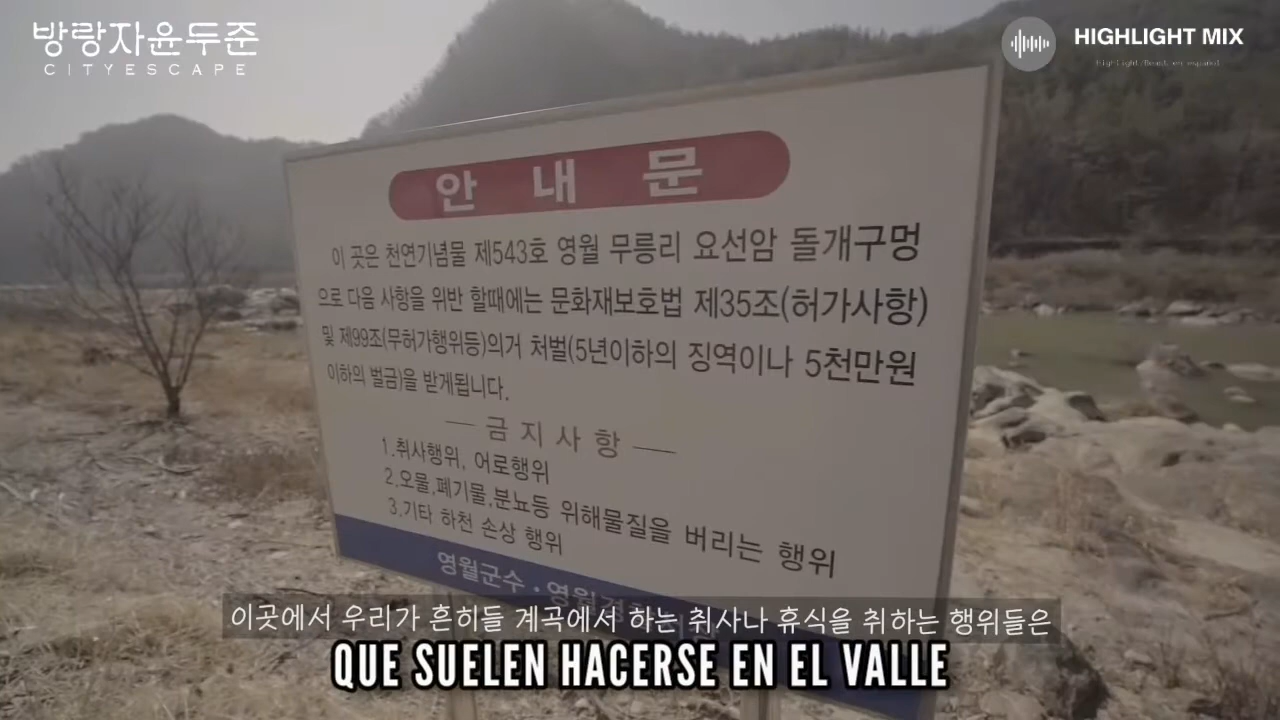 방랑자윤두준
CITYESCAPE
HIGHLIGHT MIX
Highlight/Beast en español
안내문
이 곳은 천연기념물 제543호 영월 무릉리 요선암 돌개구멍
으로 다음 사항을 위반 할때에는 문화재보호법 제35조(허가사항)
및 제99조(무허가행위등)의거 처벌(5년이하의 징역이나 5천만원
이하의 벌금)을 받게됩니다.
금지사항
1.취사행위, 어로행위
2.오물,폐기물,분뇨등 위해물질을 버리는 행위
3.기타 하천 손상 행위
영월군수·영월경
이곳에서 우리가 흔히들 계곡에서 하는 취사나 휴식을 취하는 행위들은
QUE SUELEN HACERSE EN EL VALLE